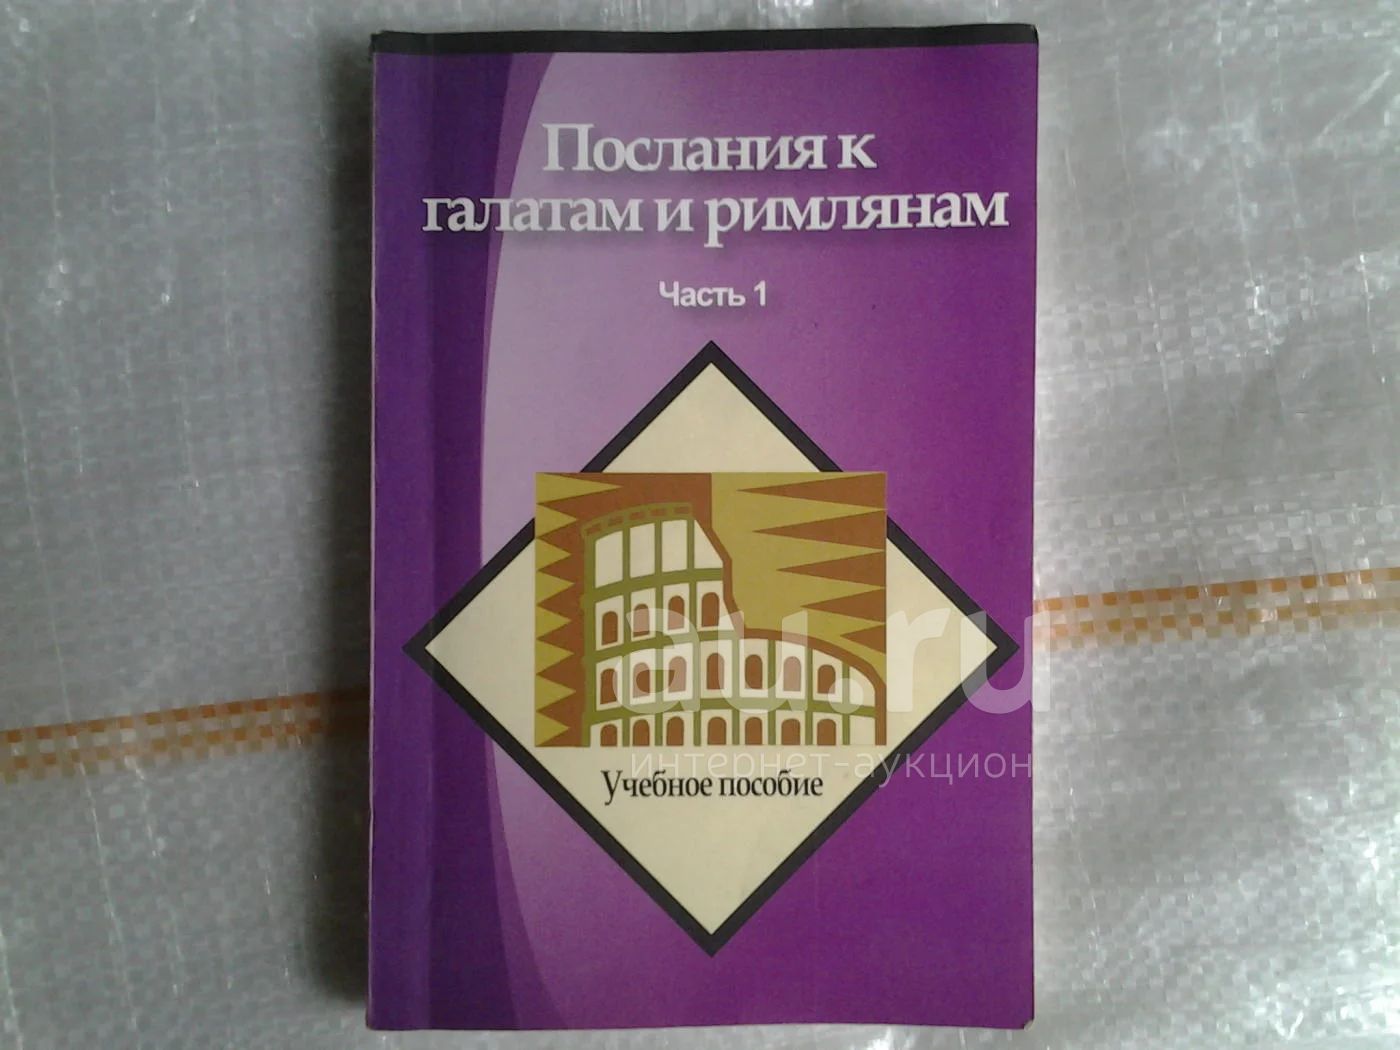 Послания к
галатам и римлянам
Часть 1
au.ru
интернет-аукцион
Учебное пособие